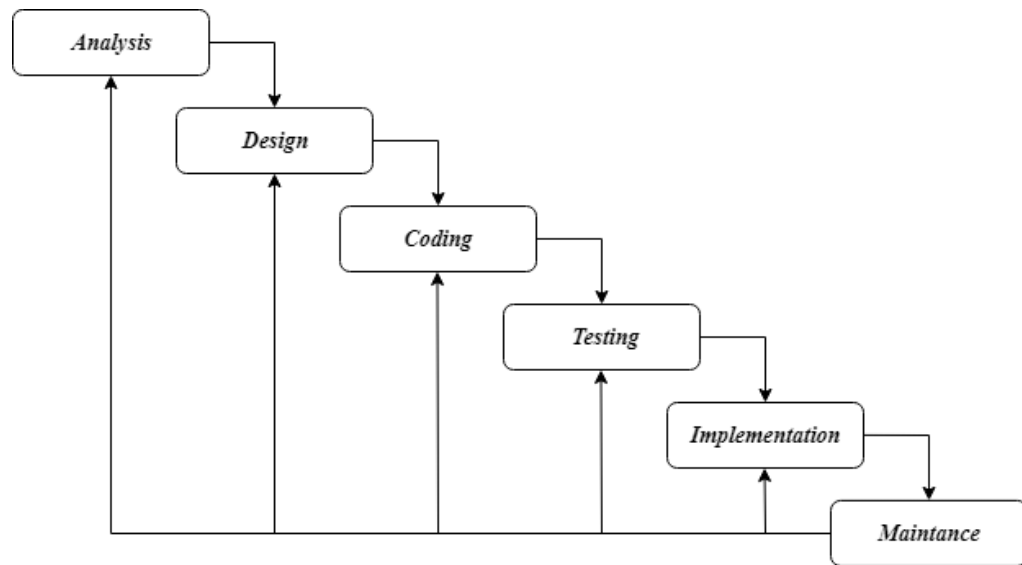 Analysis
Design
Coding
Testing
Implementation
Maintance